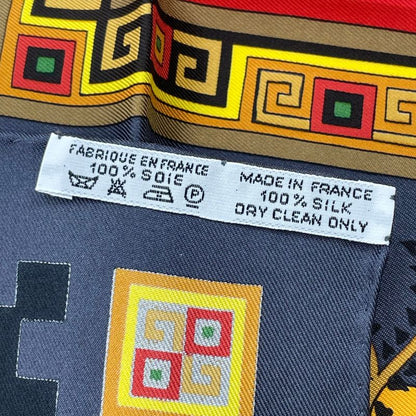 FABRIQUE EN FRANCE
100% SOIE
P
MADE IN FRANCE
100% SILK
DRY CLEAN ONLY